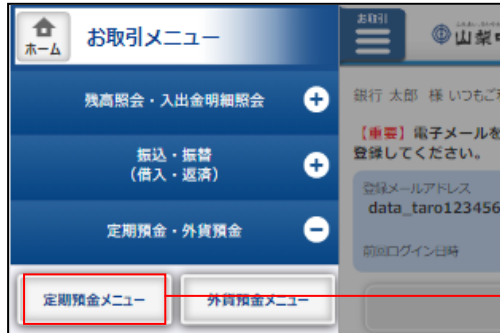 ホーム
お取引メニュー
残高照会・入出金明細照会
振込・振替
(借入・返済)
定期預金・外貨預金
定期預金メニュー
外貨預金メニュー
お取引
山梨
銀行 太郎 様 いつもご
【重要】電子メールを
登録してください。
登録メールアドレス
data_taro123456
前回ログイン日時